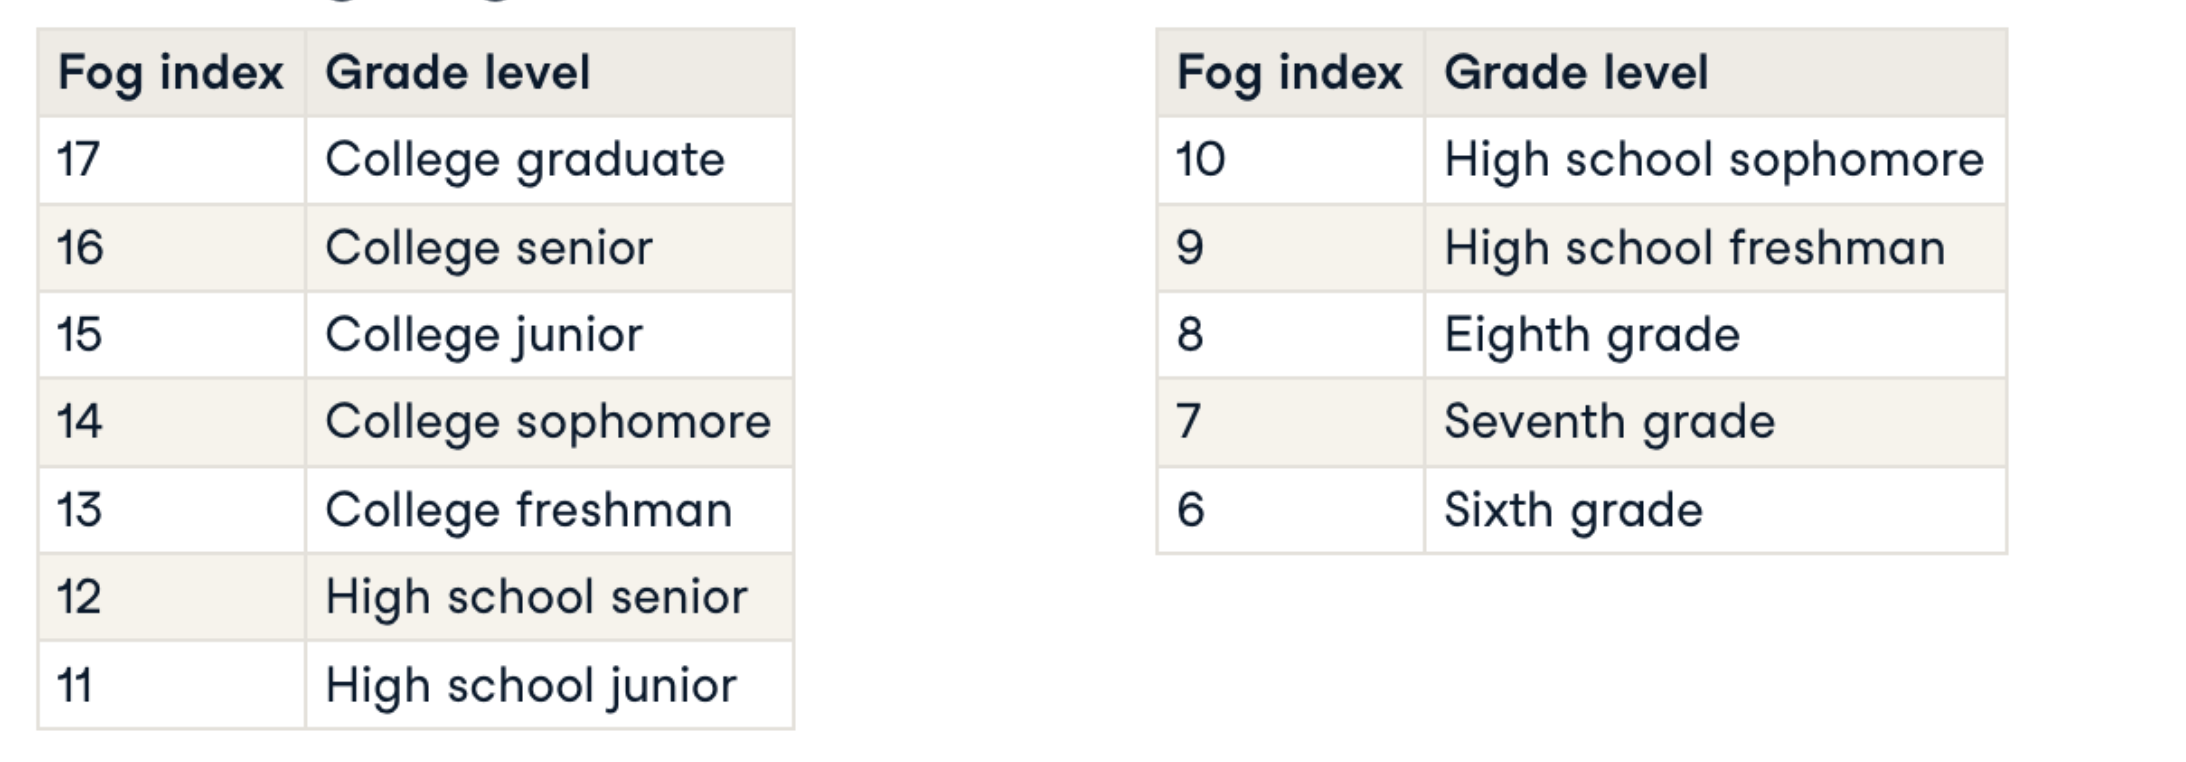 Fog index Grade level
17 College graduate
16 College senior
15 College junior
14 College sophomore
13 College freshman
12 High school senior
11 High school junior
Fog index Grade level
10 High school sophomore
9 High school freshman
8 Eighth grade
7 Seventh grade
6 Sixth grade